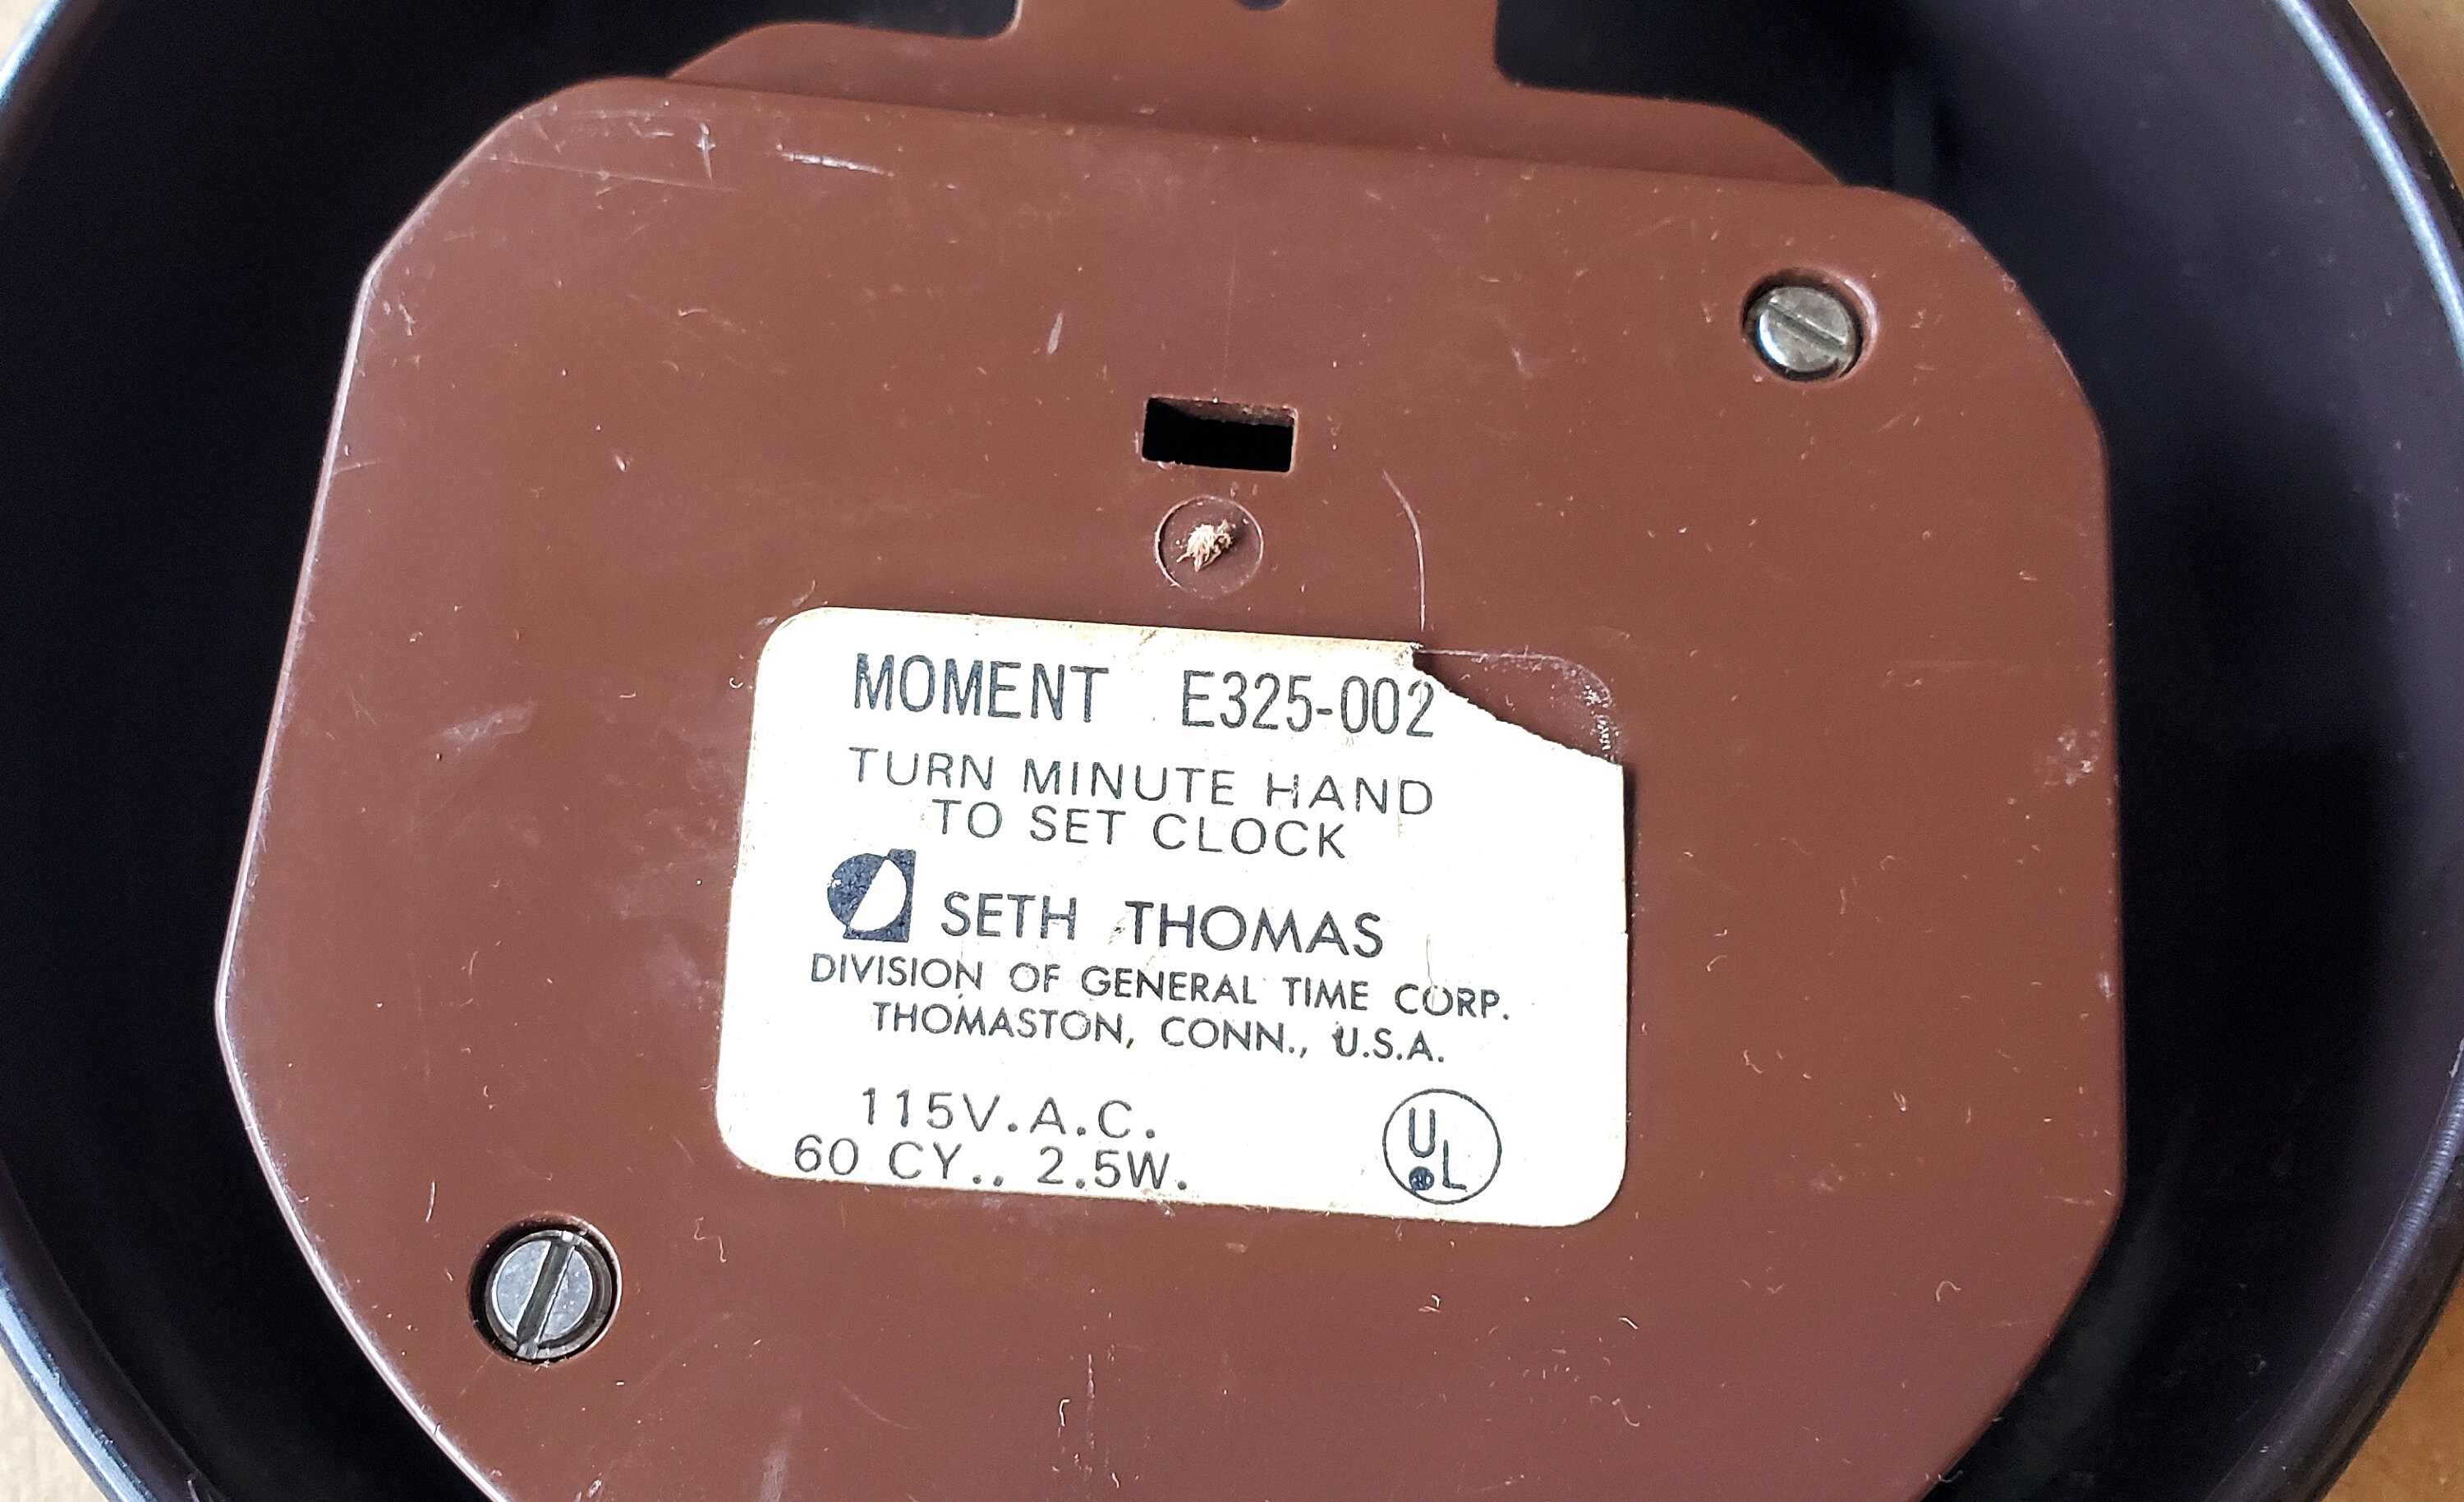 MOMENT E325-002
TURN MINUTE HAND
TO SET CLOCK
SETH THOMAS
DIVISION OF GENERAL TIME CORP.
THOMASTON, CONN., U.S.A.
115V.A.C.
60 CY.. 2.5W.
UL